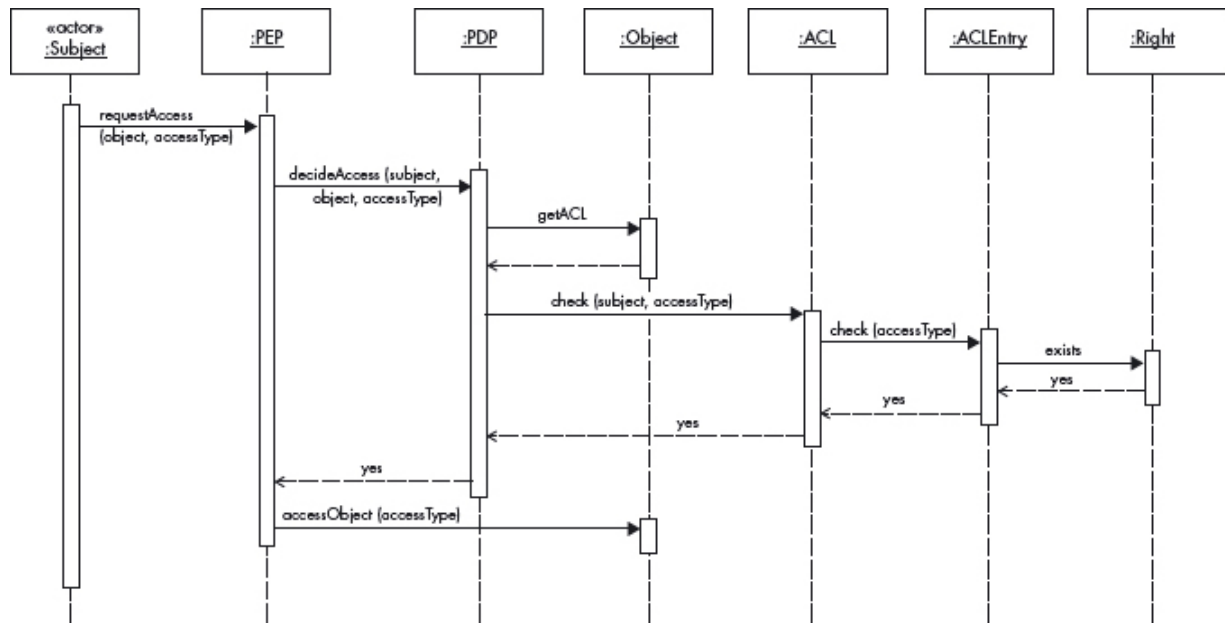 «actor»
:Subject
:PEP
:PDP
:Object
:ACL
:ACLEntry
:Right
requestAccess
(object, accessType)
decideAccess (subject,
object, accessType)
getACL
check (subject, accessType)
check (accessType)
exists
yes
yes
yes
yes
accessObject (accessType)